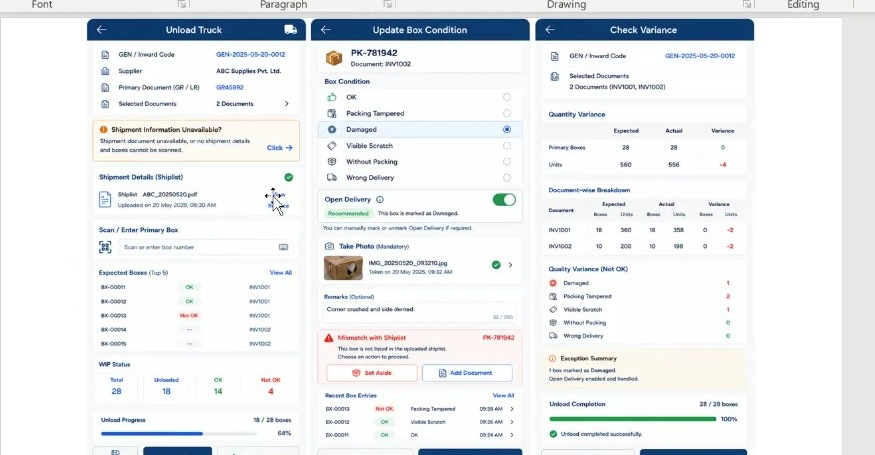 Font
Paragraph
Drawing
Editing
Unload Truck
GEN / Inward Code GEN-2025-05-20-0012
Supplier ABC Supplies Pvt. Ltd.
Primary Document (GR / LR) GR45892
Selected Documents 2 Documents
Shipment Information Unavailable?
Shipment document unavailable, or no shipment details
and boxes cannot be scanned.
Click →
Shipment Details (Shiplist)
Shiplist ABC_20250520.pdf
Uploaded on 20 May 2025, 08:30 AM
Scan / Enter Primary Box
Scan or enter box number
Expected Boxes (Top 5) View All
BX-00011 OK INV1001
BX-00012 OK INV1001
BX-00013 Not OK INV1001
BX-00014 -- INV1002
BX-00015 -- INV1002
WIP Status
Total Unloaded OK Not OK
28 18 14 4
Unload Progress 18 / 28 boxes
64%
Update Box Condition
PK-781942
Document: INV1002
Box Condition
OK
Packing Tampered
Damaged
Visible Scratch
Without Packing
Wrong Delivery
Open Delivery
Recommended This box is marked as Damaged.
You can manually mark or unmark Open Delivery if required.
Take Photo (Mandatory)
IMG_20250520_093210.jpg
Taken on 20 May 2025, 09:32 AM
Remarks (Optional)
Corner crushed and side dented.
32 / 250
Mismatch with Shiplist PK-781942
This box is not listed in the uploaded shiplist.
Choose an action to proceed.
Set Aside Add Document
Recent Box Entries View All
BX-00013 Not OK Packing Tampered 09:28 AM
BX-00012 OK Visible Scratch 09:26 AM
BX-00011 OK OK 09:24 AM
Check Variance
GEN / Inward Code GEN-2025-05-20-0012
Selected Documents
2 Documents (INV1001, INV1002)
Quantity Variance
Expected Actual Variance
Primary Boxes 28 28 0
Units 560 556 -4
Document-wise Breakdown
Document Expected Actual Variance
Boxes Units Boxes Units Boxes Units
INV1001 18 360 18 358 0 -2
INV1002 10 200 10 198 0 -2
Quality Variance (Not OK)
Damaged 1
Packing Tampered 2
Visible Scratch 1
Without Packing 0
Wrong Delivery 0
Exception Summary
1 box marked as Damaged.
Open Delivery enabled and handled.
Unload Completion 28 / 28 boxes
100%
Unload completed successfully.